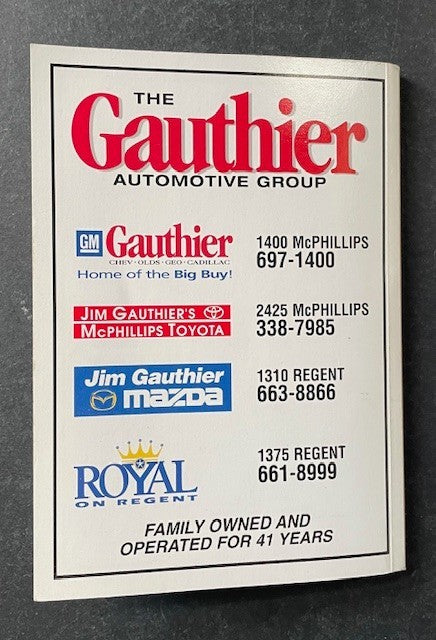 THE
Gauthier
AUTOMOTIVE GROUP
GM Gauthier
CHEV · OLDS · GEO · CADILLAC
Home of the Big Buy!
1400 McPHILLIPS
697-1400
JIM GAUTHIER'S
McPHILLIPS TOYOTA
2425 McPHILLIPS
338-7985
Jim Gauthier
mazda
1310 REGENT
663-8866
ROYAL
ON REGENT
1375 REGENT
661-8999
FAMILY OWNED AND
OPERATED FOR 41 YEARS